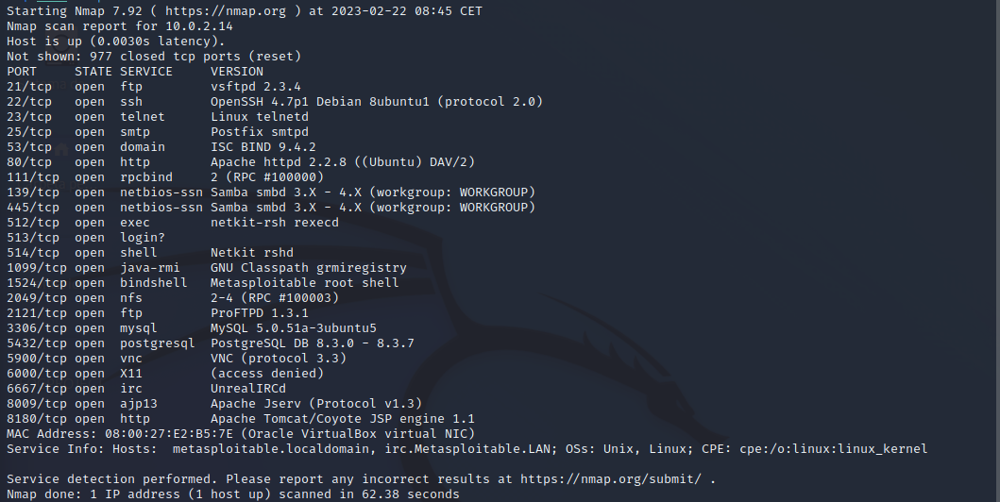 Starting Nmap 7.92 ( https://nmap.org ) at 2023-02-22 08:45 CET
Nmap scan report for 10.0.2.14
Host is up (0.0030s latency).
Not shown: 977 closed tcp ports (reset)
PORT     STATE SERVICE     VERSION
21/tcp   open  ftp         vsftpd 2.3.4
22/tcp   open  ssh         OpenSSH 4.7p1 Debian 8ubuntu1 (protocol 2.0)
23/tcp   open  telnet      Linux telnetd
25/tcp   open  smtp        Postfix smtpd
53/tcp   open  domain      ISC BIND 9.4.2
80/tcp   open  http        Apache httpd 2.2.8 ((Ubuntu) DAV/2)
111/tcp  open  rpcbind     2 (RPC #100000)
139/tcp  open  netbios-ssn Samba smbd 3.X - 4.X (workgroup: WORKGROUP)
445/tcp  open  netbios-ssn Samba smbd 3.X - 4.X (workgroup: WORKGROUP)
512/tcp  open  exec        netkit-rsh rexecd
513/tcp  open  login?
514/tcp  open  shell       Netkit rshd
1099/tcp open  java-rmi    GNU Classpath grmiregistry
1524/tcp open  bindshell   Metasploitable root shell
2049/tcp open  nfs         2-4 (RPC #100003)
2121/tcp open  ftp         ProFTPD 1.3.1
3306/tcp open  mysql       MySQL 5.0.51a-3ubuntu5
5432/tcp open  postgresql  PostgreSQL DB 8.3.0 - 8.3.7
5900/tcp open  vnc         VNC (protocol 3.3)
6000/tcp open  X11         (access denied)
6667/tcp open  irc         UnrealIRCd
8009/tcp open  ajp13       Apache Jserv (Protocol v1.3)
8180/tcp open  http        Apache Tomcat/Coyote JSP engine 1.1
MAC Address: 08:00:27:E2:B5:7E (Oracle VirtualBox virtual NIC)
Service Info: Hosts:  metasploitable.localdomain, irc.Metasploitable.LAN; OSs: Unix, Linux; CPE: cpe:/o:linux:linux_kernel

Service detection performed. Please report any incorrect results at https://nmap.org/submit/ .
Nmap done: 1 IP address (1 host up) scanned in 62.38 seconds